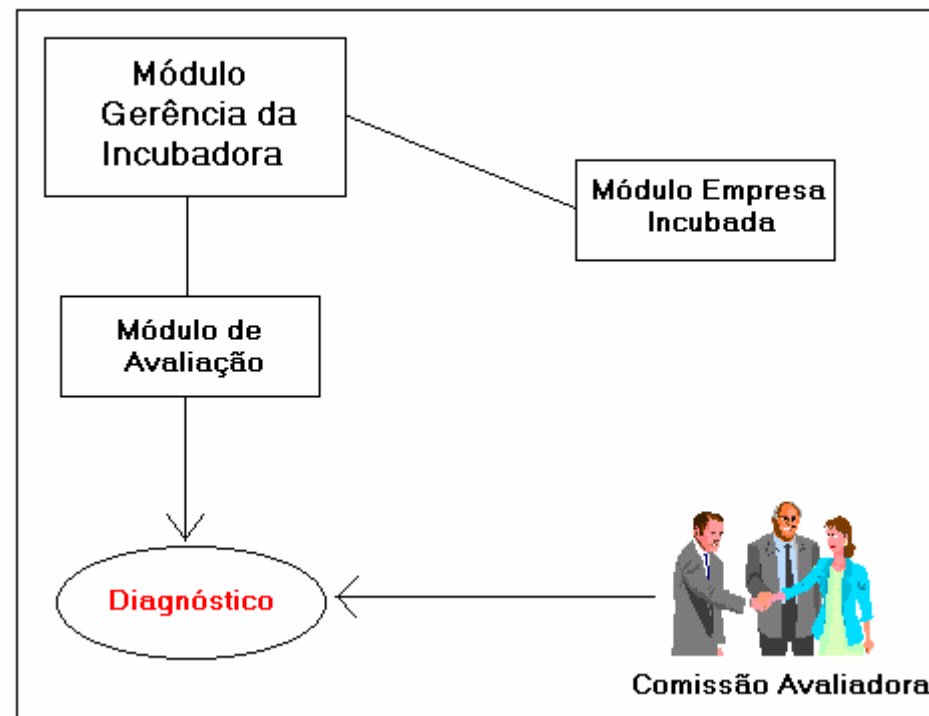 Módulo
Gerência da
Incubadora
Módulo Empresa
Incubada
Módulo de
Avaliação
Diagnóstico
Comissão Avaliadora